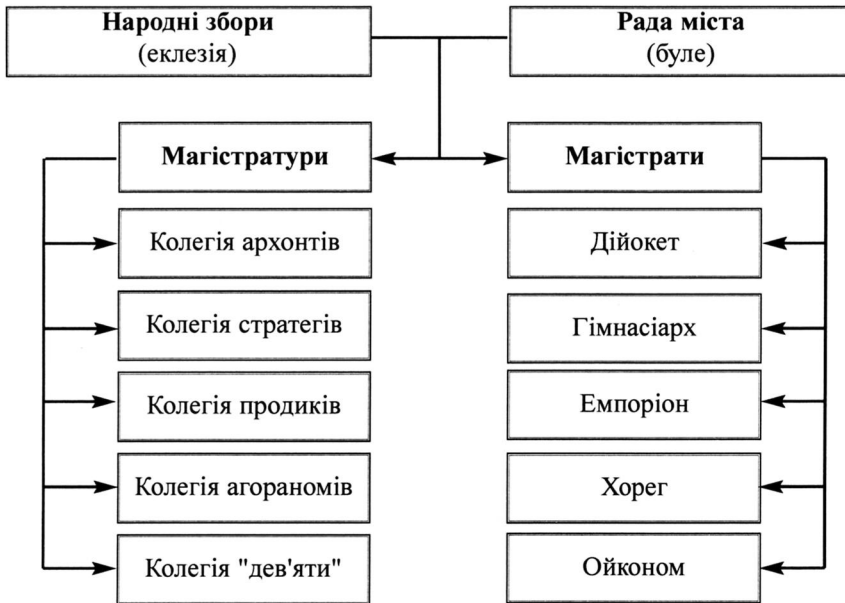 Народні збори
(еклезія)
Рада міста
(буле)
Магістратури
Магістрати
Колегія архонтів
Дійокет
Колегія стратегів
Гімнасіарх
Колегія продиків
Емпоріон
Колегія агораномів
Хорег
Колегія "дев'яти"
Ойконом